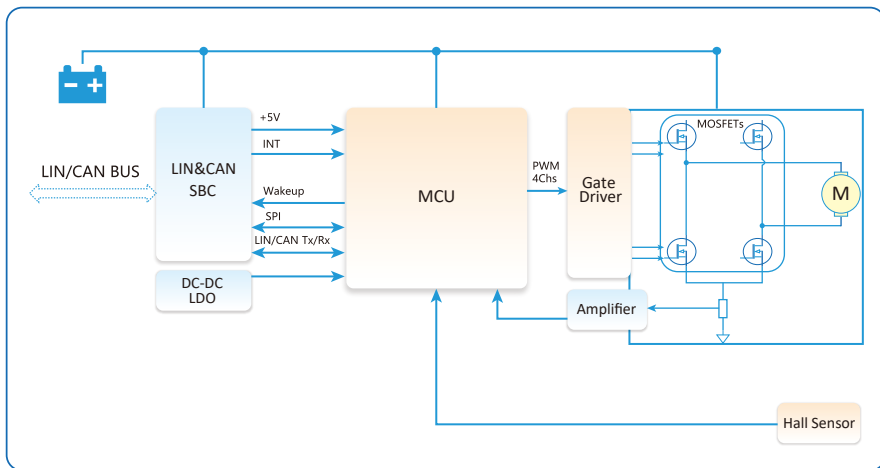 LIN/CAN BUS
LIN&CAN
SBC
+5V
INT
Wakeup
SPI
LIN/CAN Tx/Rx
DC-DC
LDO
MCU
PWM
4Chs
Gate
Driver
MOSFETs
M
Amplifier
Hall Sensor